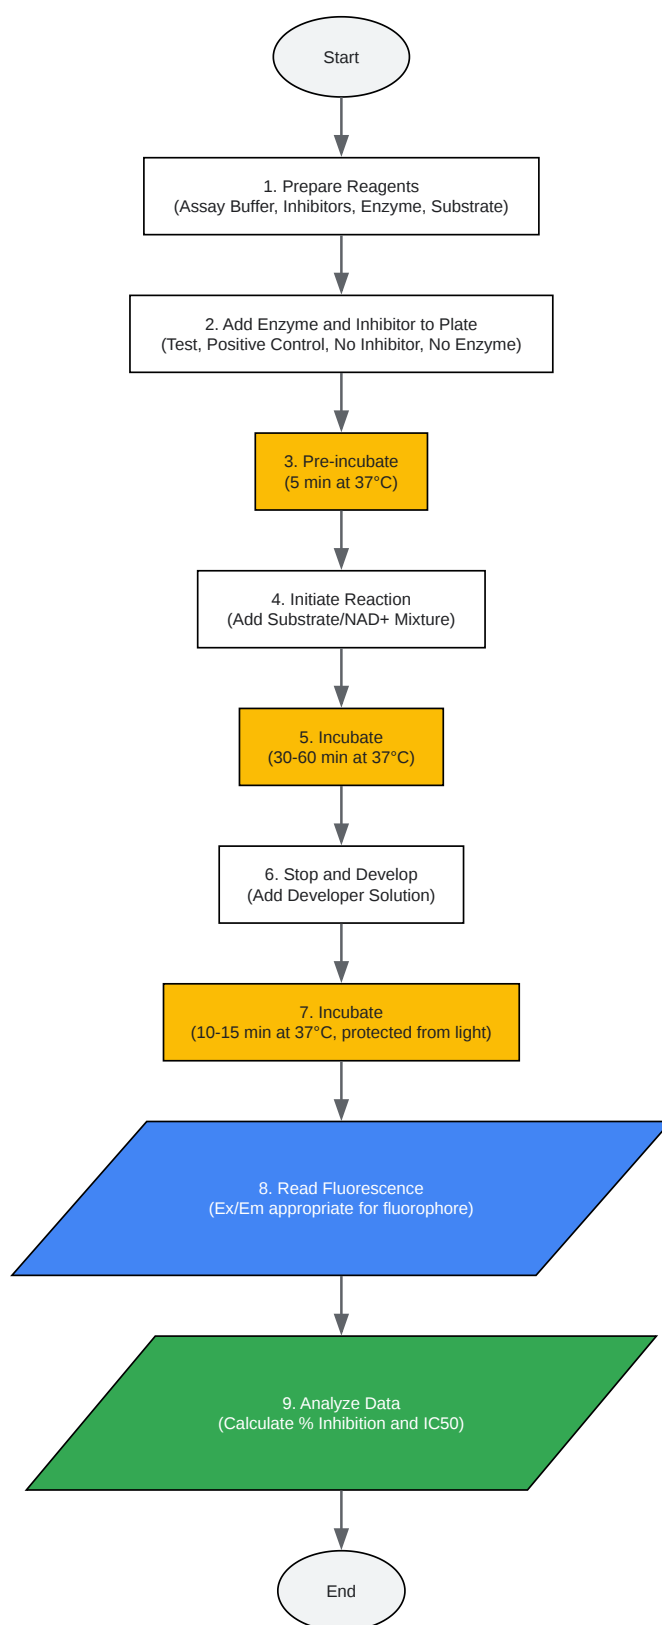 Start
1. Prepare Reagents
(Assay Buffer, Inhibitors, Enzyme, Substrate)
2. Add Enzyme and Inhibitor to Plate
(Test, Positive Control, No Inhibitor, No Enzyme)
3. Pre-incubate
(5 min at 37°C)
4. Initiate Reaction
(Add Substrate/NAD+ Mixture)
5. Incubate
(30-60 min at 37°C)
6. Stop and Develop
(Add Developer Solution)
7. Incubate
(10-15 min at 37°C, protected from light)
8. Read Fluorescence
(Ex/Em appropriate for fluorophore)
9. Analyze Data
(Calculate % Inhibition and IC50)
End